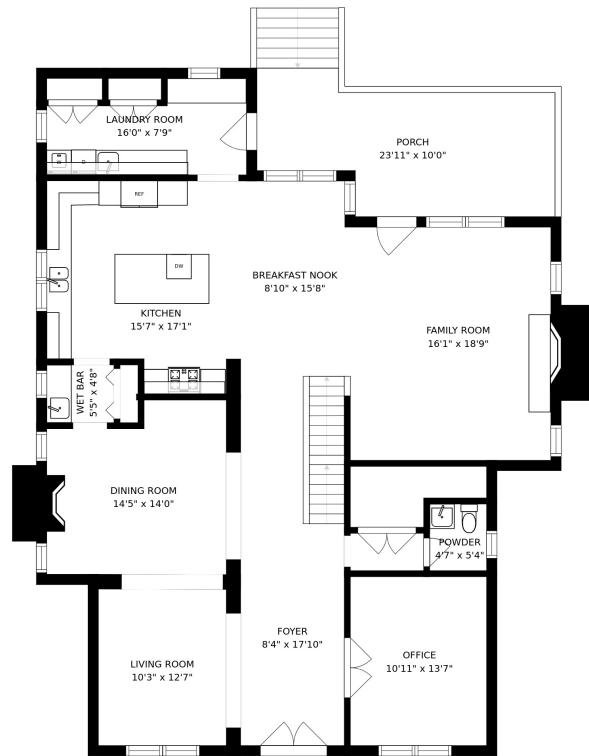 LAUNDRY ROOM
16'0" x 7'9"
PORCH
23'11" x 10'0"
REF
DW
BREAKFAST NOOK
8'10" x 15'8"
KITCHEN
15'7" x 17'1"
FAMILY ROOM
16'1" x 18'9"
WET BAR
5'5" x 4'8"
DINING ROOM
14'5" x 14'0"
POWDER
4'7" x 5'4"
FOYER
8'4" x 17'10"
OFFICE
10'11" x 13'7"
LIVING ROOM
10'3" x 12'7"